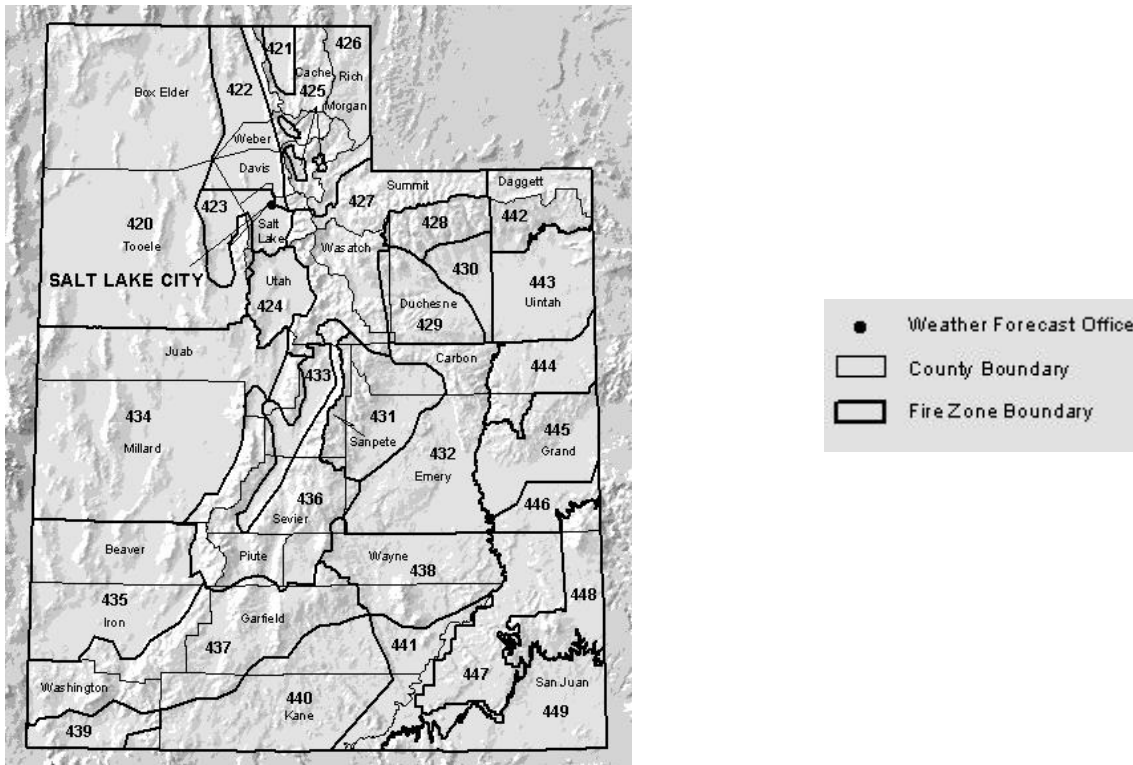 421
426
Cache
Rich
422
425
Box Elder
Morgan
Weber
Davis
Summit
Daggett
423
427
442
428
420
Salt
Lake
Tooele
Wasatch
430
443
SALT LAKE CITY
Utah
424
Duchesne
Uintah
429
Juab
Carbon
433
444
434
431
445
Millard
Sanpete
432
Grand
Emery
436
446
Sevier
Beaver
Piute
Wayne
438
435
448
Iron
Garfield
437
441
447
Washington
440
San Juan
Kane
449
439
Weather Forecast Office
County Boundary
Fire Zone Boundary